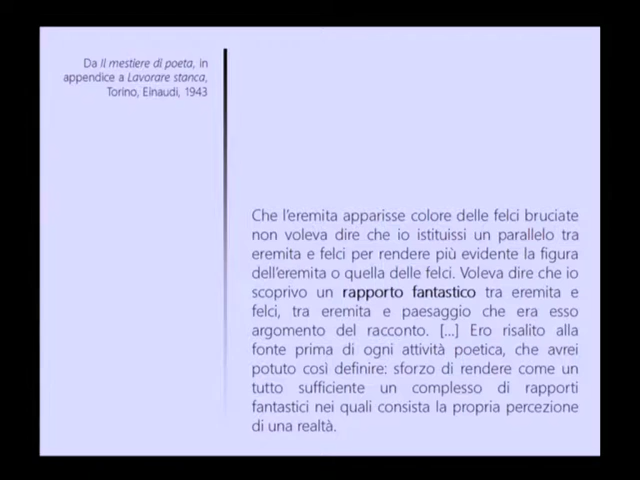 Da Il mestiere di poeta, in
appendice a Lavorare stanca,
Torino, Einaudi, 1943
Che l'eremita apparisse colore delle felci bruciate
non voleva dire che io istituissi un parallelo tra
eremita e felci per rendere più evidente la figura
dell'eremita o quella delle felci. Voleva dire che io
scoprivo un rapporto fantastico tra eremita e
felci, tra eremita e paesaggio che era esso
argomento del racconto. [...] Ero risalito alla
fonte prima di ogni attività poetica, che avrei
potuto così definire: sforzo di rendere come un
tutto sufficiente un complesso di rapporti
fantastici nei quali consista la propria percezione
di una realtà.